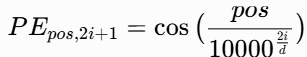 $PE_{pos,2i+1} = \cos\left(\frac{pos}{10000^{\frac{2i}{d}}}\right)$